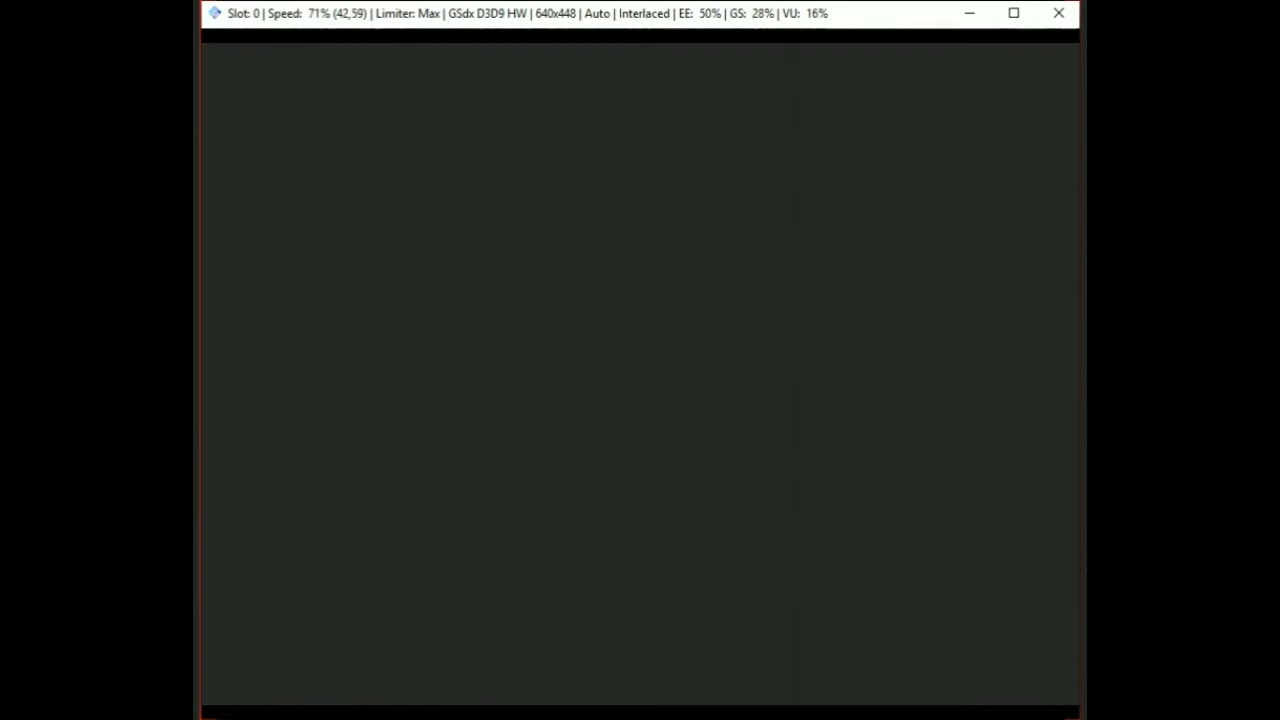 Slot: 0 | Speed: 71% (42,59) | Limiter: Max | GSdx D3D9 HW | 640x448 | Auto | Interlaced | EE: 50% | GS: 28% | VU: 16%